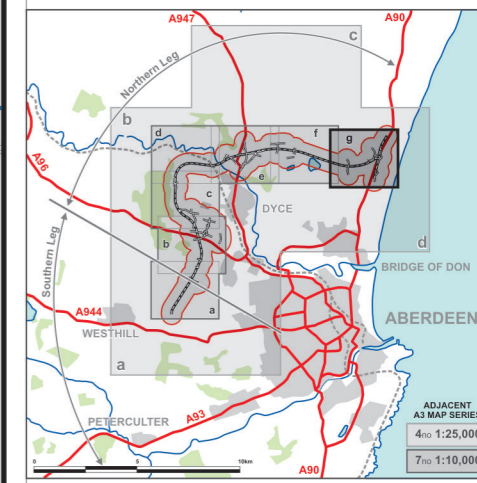 A947
A90
c
Northern Leg
b
d
f
g
A96
e
c
DYCE
b
d
Southern Leg
BRIDGE OF DON
A944
a
ABERDEEN
WESTHILL
a
ADJACENT
A3 MAP SERIES
PETERCULTER
A93
4no 1:25,000
7no 1:10,000
0 5 10km
A90